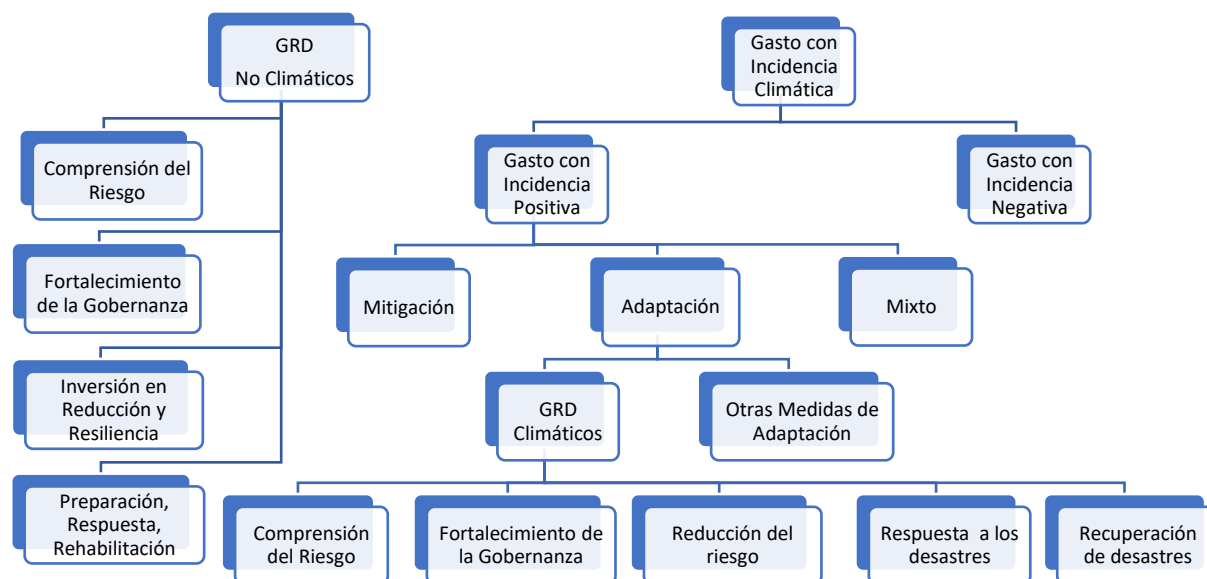 GRD
No Climáticos
Comprensión del
Riesgo
Fortalecimiento
de la Gobernanza
Inversión en
Reducción y
Resiliencia
Preparación,
Respuesta,
Rehabilitación
Gasto con
Incidencia
Climática
Gasto con
Incidencia
Positiva
Gasto con
Incidencia
Negativa
Mitigación
Adaptación
Mixto
GRD
Climáticos
Otras Medidas de
Adaptación
Comprensión
del Riesgo
Fortalecimiento de
la Gobernanza
Reducción del
riesgo
Respuesta a los
desastres
Recuperación
de desastres